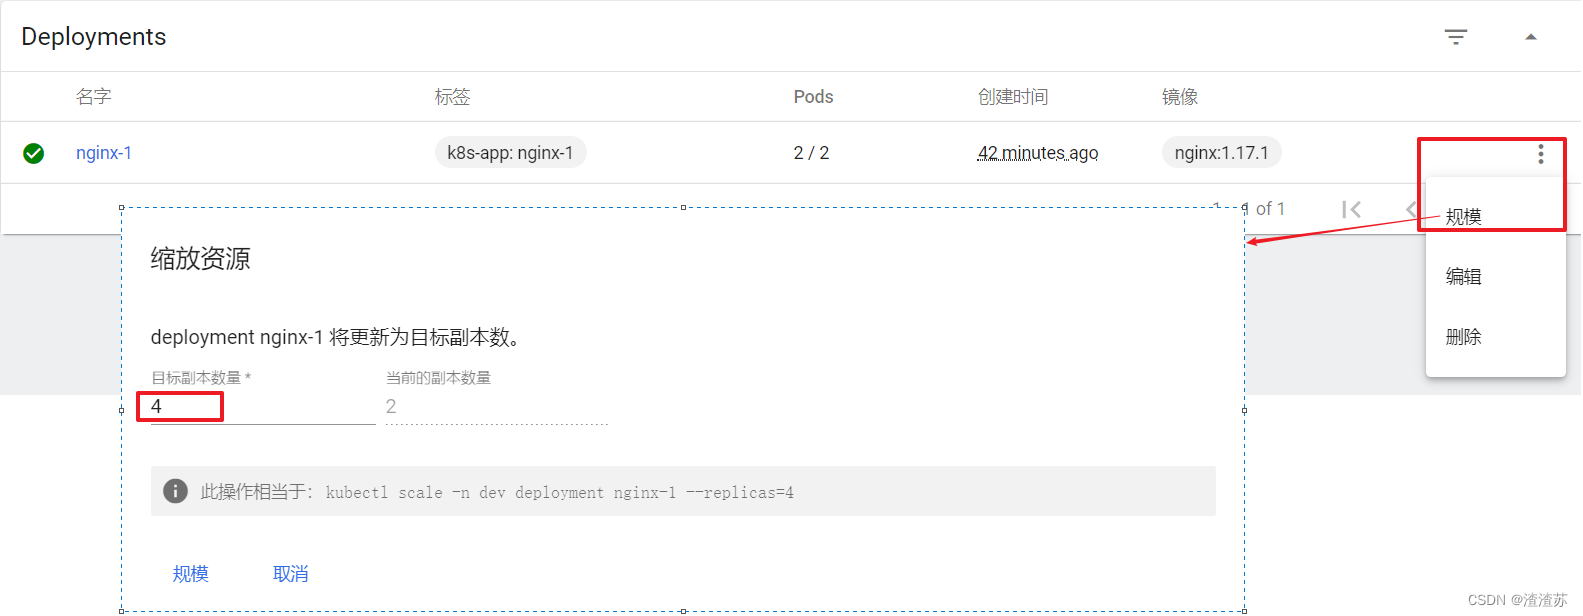 Deployments
名字 标签 Pods 创建时间 镜像
nginx-1 k8s-app: nginx-1 2 / 2 42 minutes ago nginx:1.17.1
1 of 1
规模
编辑
删除
缩放资源
deployment nginx-1 将更新为目标副本数。
目标副本数量 * 当前的副本数量
4 2
此操作相当于: kubectl scale -n dev deployment nginx-1 --replicas=4
规模 取消
CSDN @渣渣苏